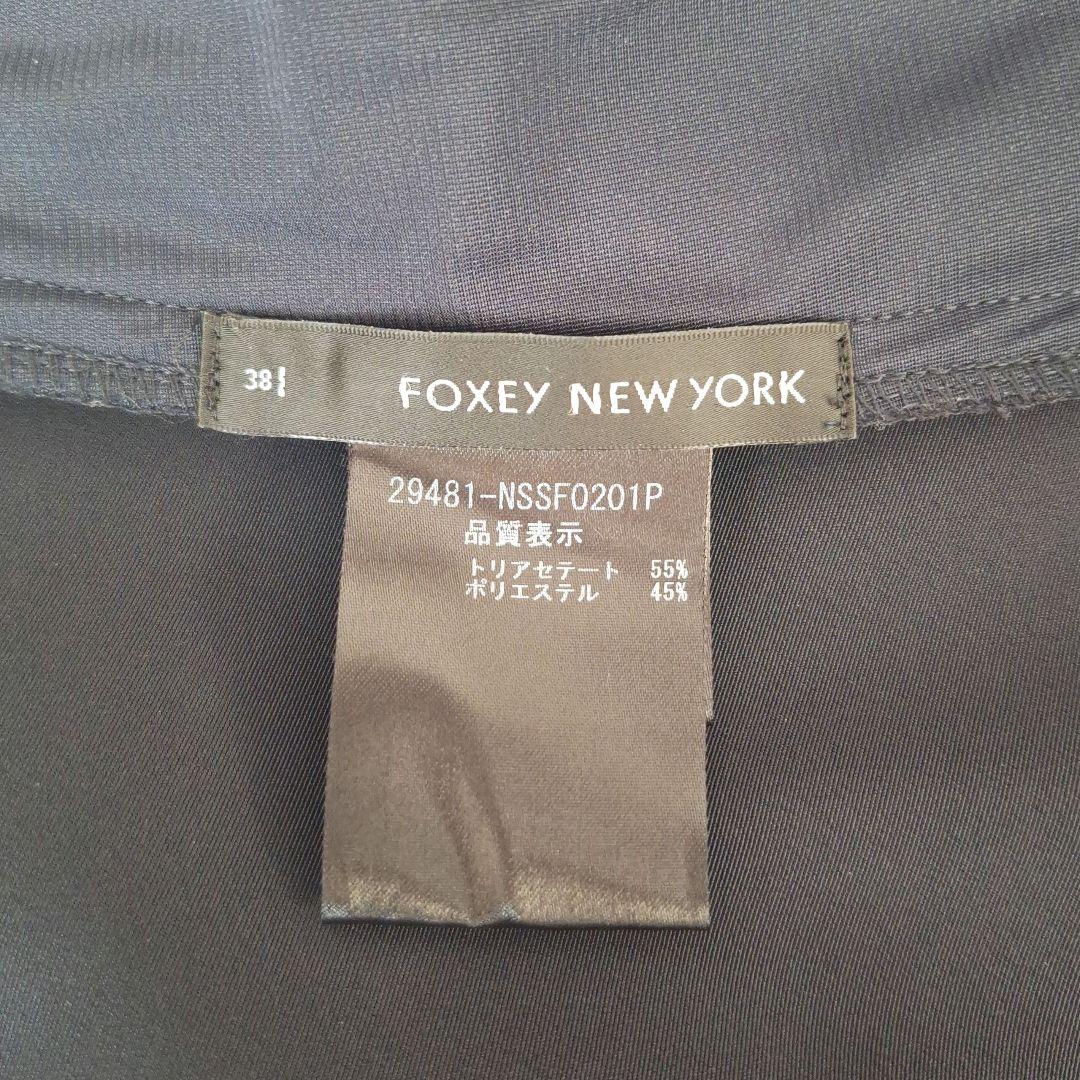 38
FOXEY NEW YORK
29481-NSSF0201P
品質表示
トリアセテート 55%
ポリエステル 45%